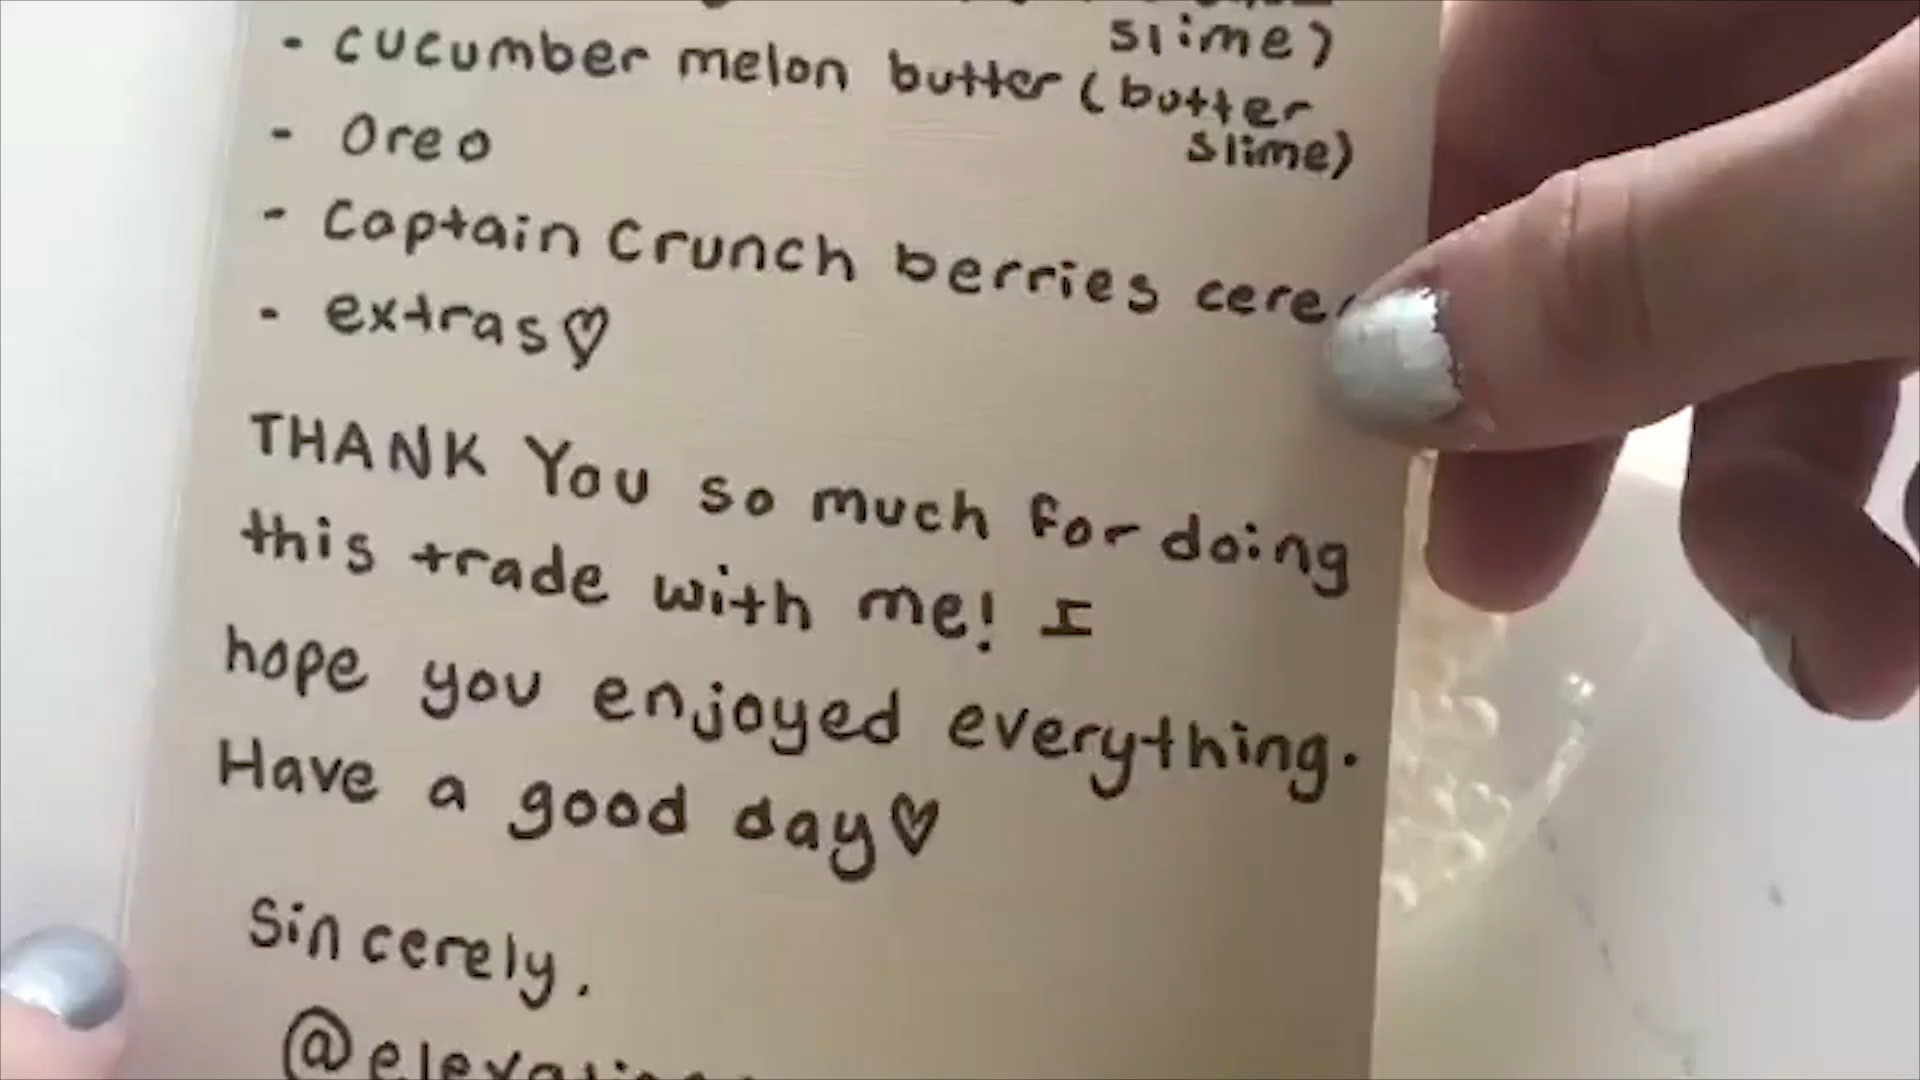 slime)
- cucumber melon butter (butter
slime)
- Oreo
- Captain Crunch berries
- extras♡
THANK You so much for doing
this trade with me! I
hope you enjoyed everything.
Have a good day♡
Sincerely.